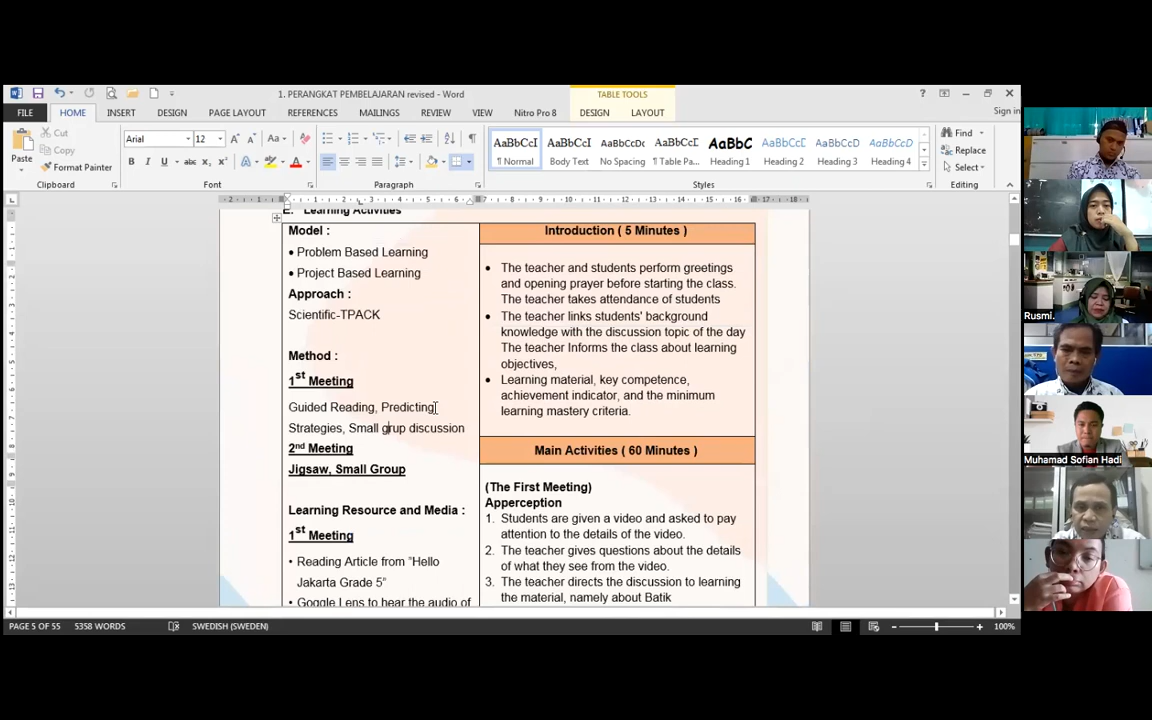 1. PERANGKAT PEMBELAJARAN revised - Word
TABLE TOOLS
Sign in
FILE HOME INSERT DESIGN PAGE LAYOUT REFERENCES MAILINGS REVIEW VIEW Nitro Pro 8 DESIGN LAYOUT
Paste
Cut
Copy
Format Painter
Clipboard
Arial 12
Font
Paragraph
AaBbCcI AaBbCcI AaBbCcDc AaBbCcDc AaBbCc AaBbCcD AaBbCcD AaBbCcD
¶ Normal Body Text No Spacing ¶ Table Pa... Heading 1 Heading 2 Heading 3 Heading 4
Styles
Find
Replace
Select
Editing
E. Learning Activities
Model :
• Problem Based Learning
• Project Based Learning
Approach :
Scientific-TPACK
Method :
1st Meeting
Guided Reading, Predicting
Strategies, Small grup discussion
2nd Meeting
Jigsaw, Small Group
Learning Resource and Media :
1st Meeting
• Reading Article from "Hello
Jakarta Grade 5"
• Goggle Lens to hear the audio of
Introduction ( 5 Minutes )
• The teacher and students perform greetings
and opening prayer before starting the class.
The teacher takes attendance of students
• The teacher links students' background
knowledge with the discussion topic of the day
The teacher Informs the class about learning
objectives,
• Learning material, key competence,
achievement indicator, and the minimum
learning mastery criteria.
Main Activities ( 60 Minutes )
(The First Meeting)
Apperception
1. Students are given a video and asked to pay
attention to the details of the video.
2. The teacher gives questions about the details
of what they see from the video.
3. The teacher directs the discussion to learning
the material, namely about Batik
PAGE 5 OF 55 5358 WORDS SWEDISH (SWEDEN) 100%
Rusmi.
Muhamad Sofian Hadi